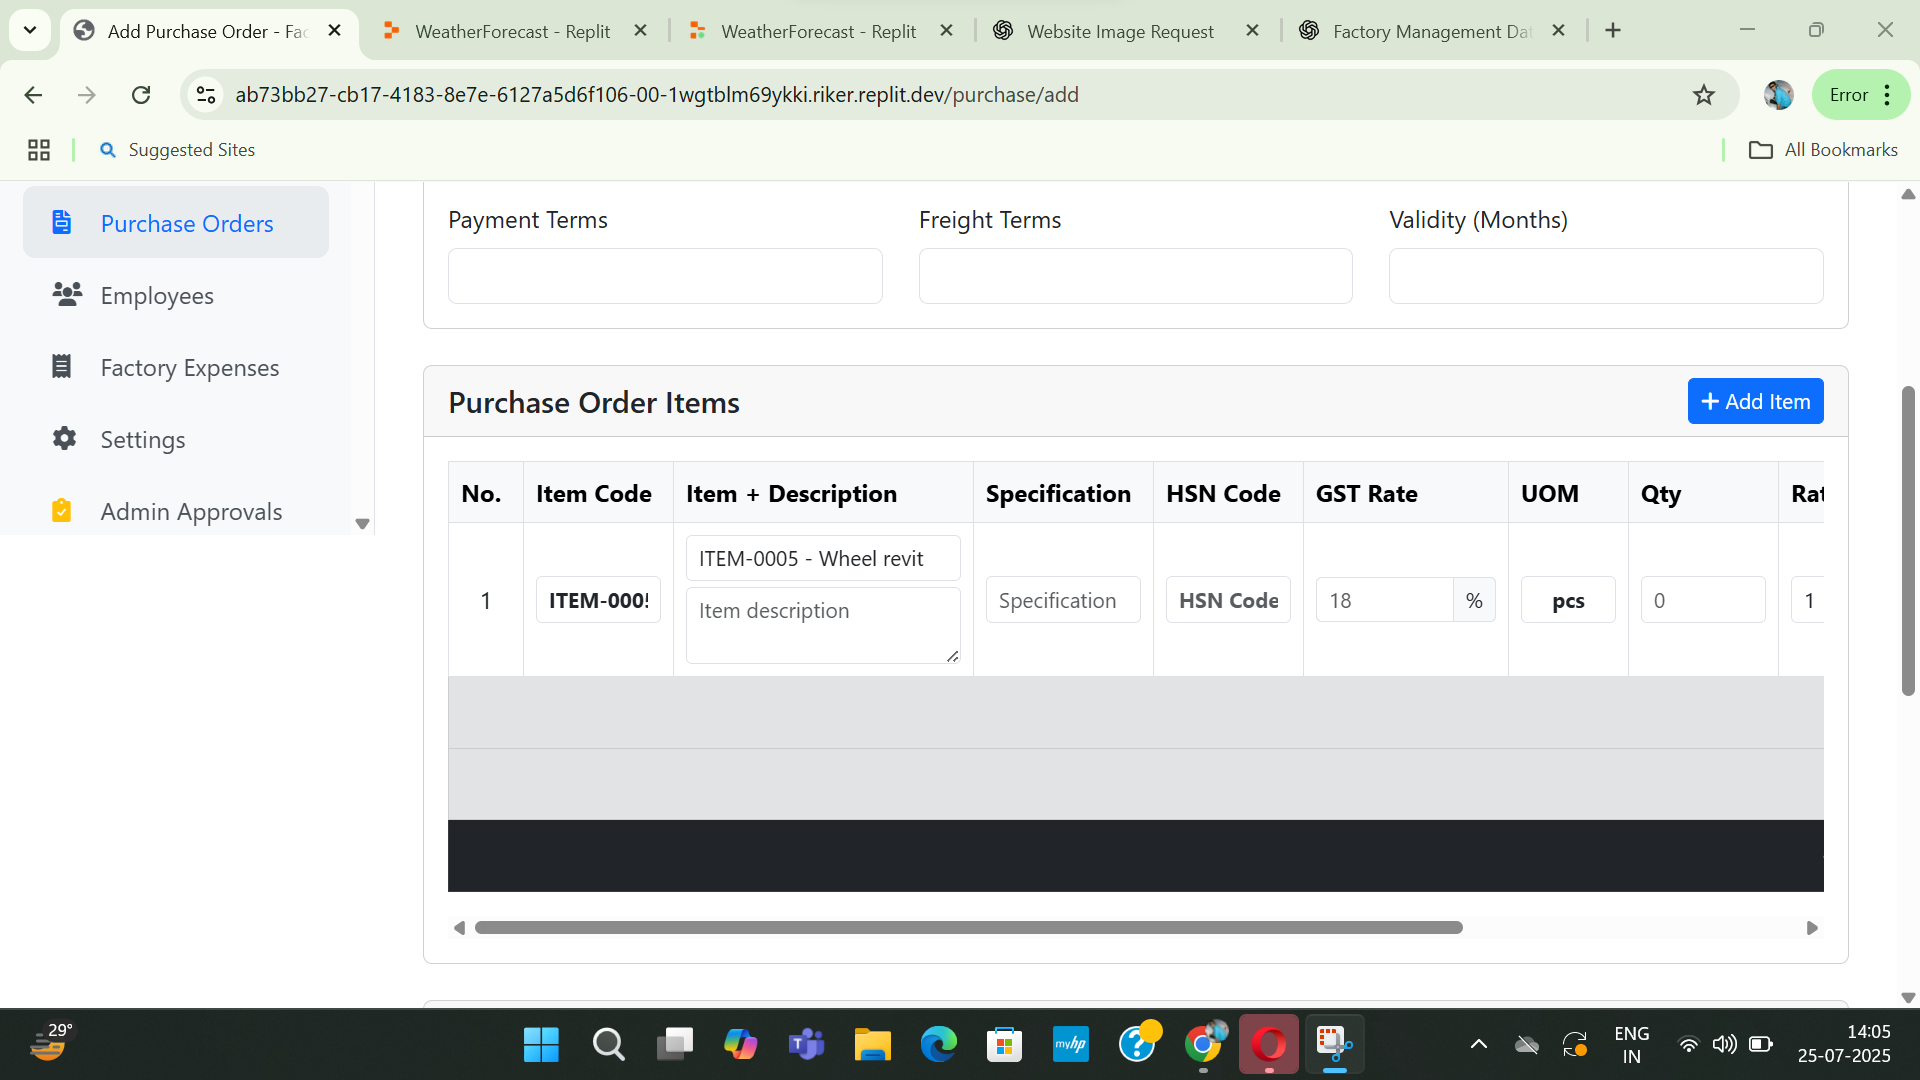 Add Purchase Order - Fac
WeatherForecast - Replit
WeatherForecast - Replit
Website Image Request
Factory Management Dat
ab73bb27-cb17-4183-8e7e-6127a5d6f106-00-1wgtblm69ykki.riker.replit.dev/purchase/add
Error
Suggested Sites
All Bookmarks
Purchase Orders
Employees
Factory Expenses
Settings
Admin Approvals
Payment Terms
Freight Terms
Validity (Months)
Purchase Order Items
+ Add Item
No. Item Code Item + Description Specification HSN Code GST Rate UOM Qty Rat
1 ITEM-0005 ITEM-0005 - Wheel revit Specification HSN Code 18 % pcs 0 1
Item description
29°
myhp
ENG
IN
14:05
25-07-2025